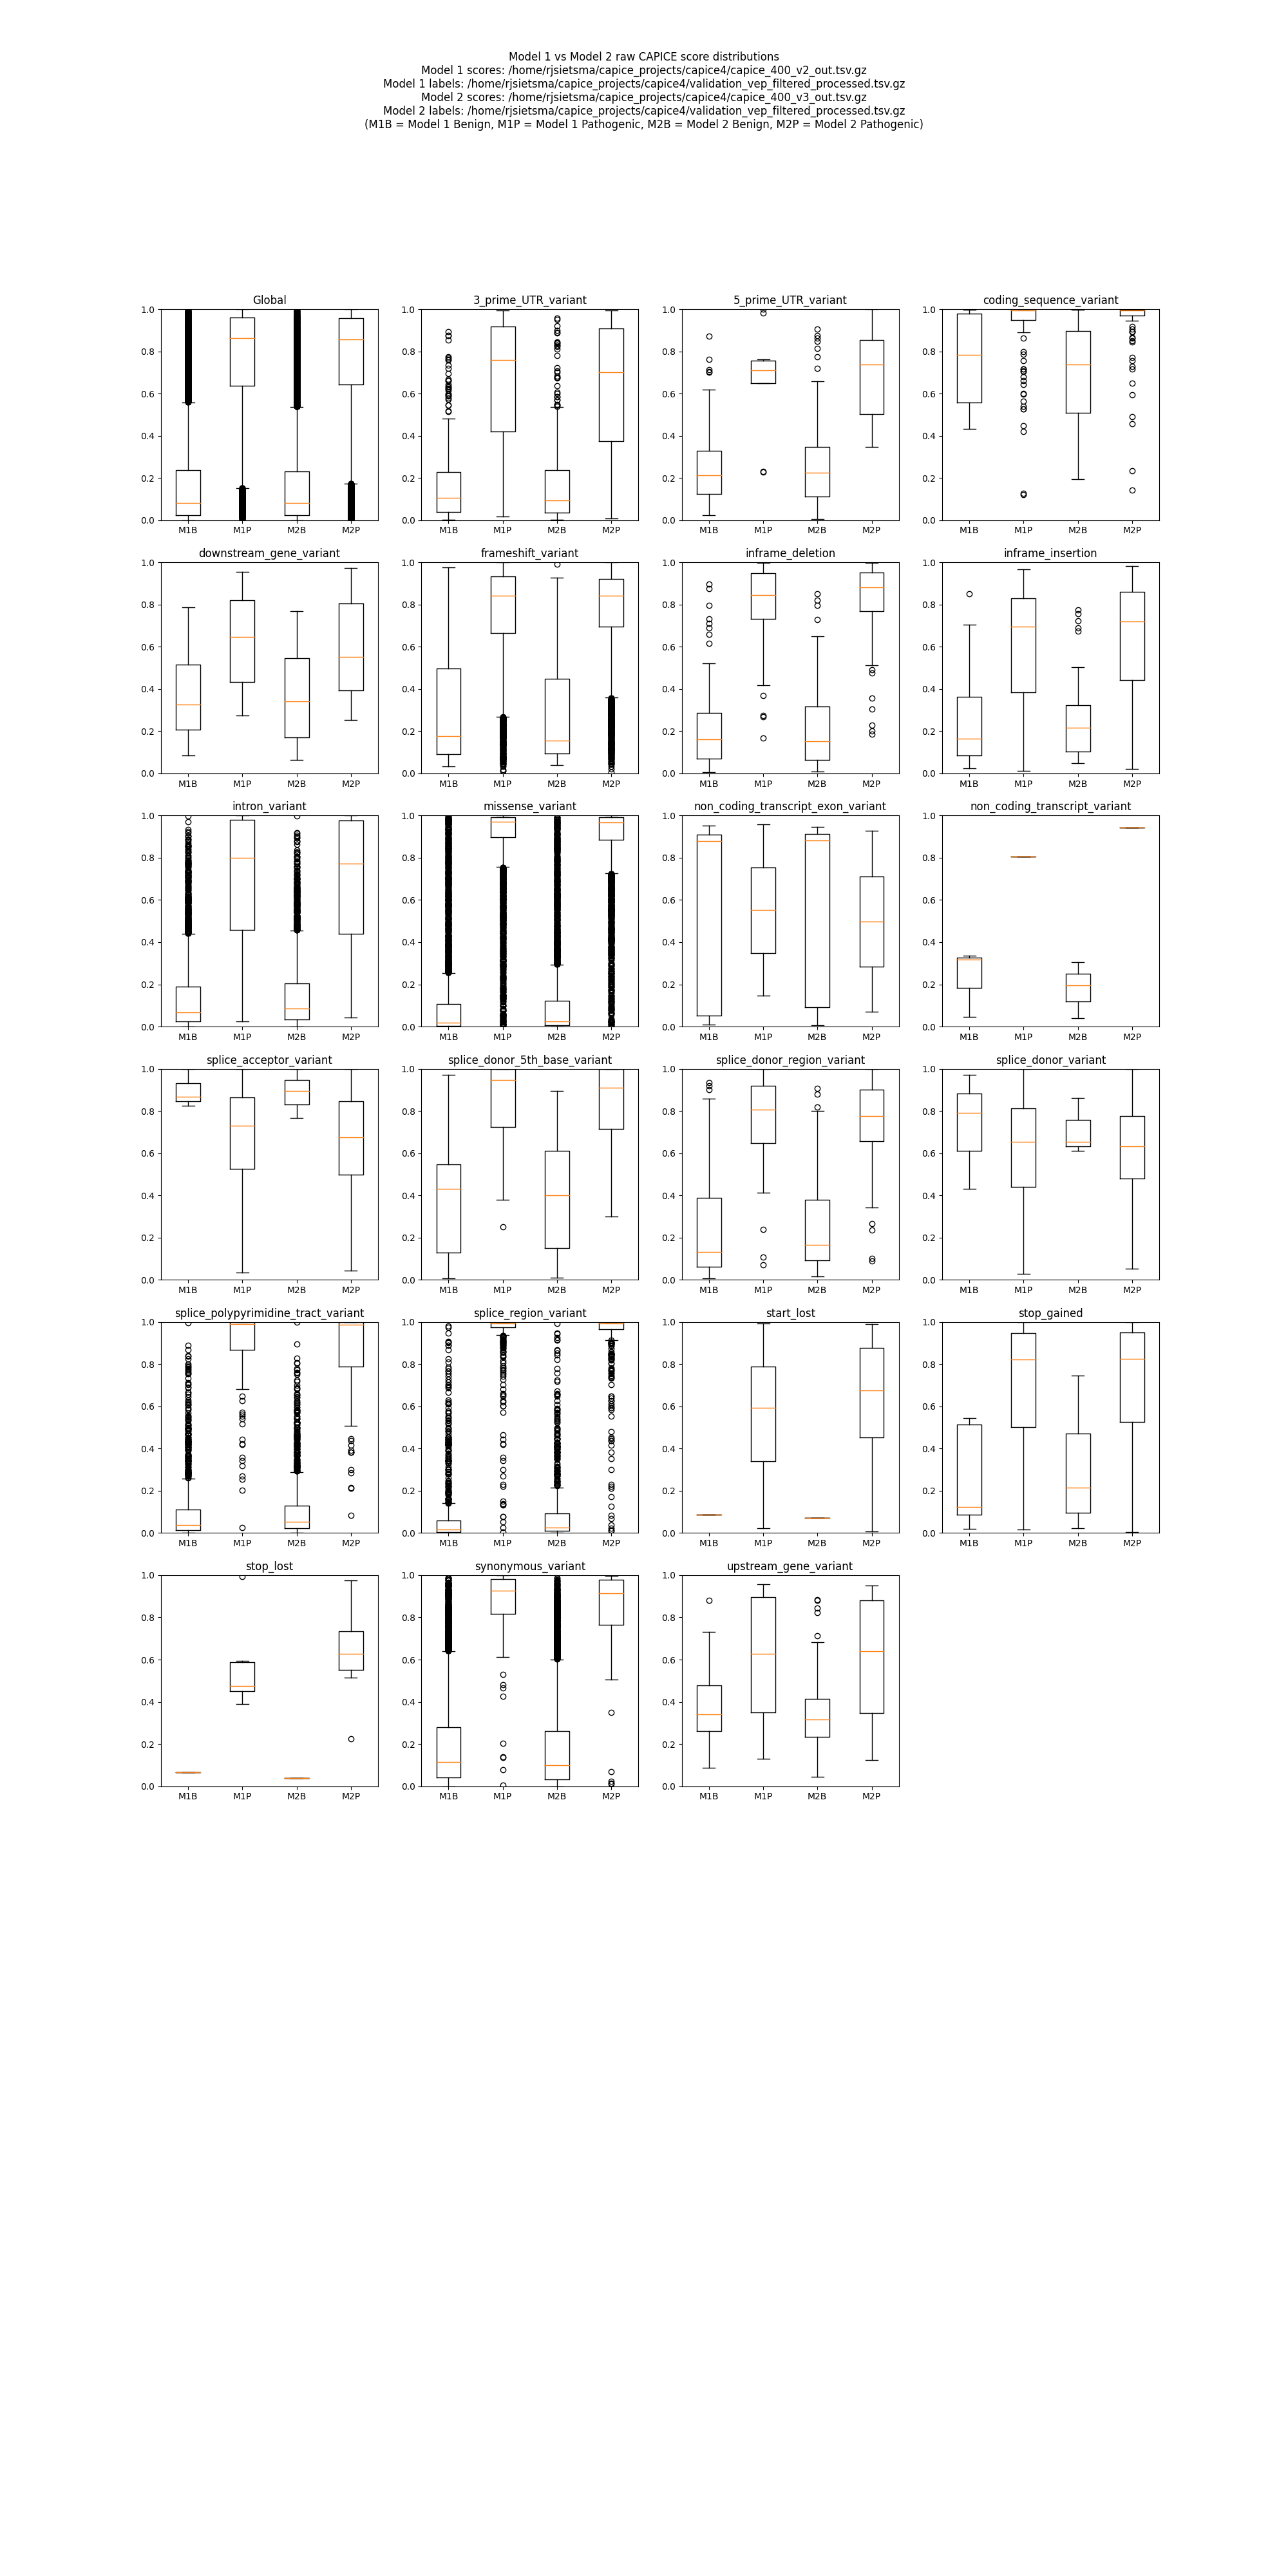 Model 1 vs Model 2 raw CAPICE score distributions
Model 1 scores: /home/rjsietsma/capice_projects/capice4/capice_400_v2_out.tsv.gz
Model 1 labels: /home/rjsietsma/capice_projects/capice4/validation_vep_filtered_processed.tsv.gz
Model 2 scores: /home/rjsietsma/capice_projects/capice4/capice_400_v3_out.tsv.gz
Model 2 labels: /home/rjsietsma/capice_projects/capice4/validation_vep_filtered_processed.tsv.gz
(M1B = Model 1 Benign, M1P = Model 1 Pathogenic, M2B = Model 2 Benign, M2P = Model 2 Pathogenic)
Global 3_prime_UTR_variant 5_prime_UTR_variant coding_sequence_variant
1.0 1.0 1.0 1.0
0.8 0.8 0.8 0.8
0.6 0.6 0.6 0.6
0.4 0.4 0.4 0.4
0.2 0.2 0.2 0.2
0.0 0.0 0.0 0.0
M1B M1P M2B M2P M1B M1P M2B M2P M1B M1P M2B M2P M1B M1P M2B M2P
downstream_gene_variant frameshift_variant inframe_deletion inframe_insertion
1.0 1.0 1.0 1.0
0.8 0.8 0.8 0.8
0.6 0.6 0.6 0.6
0.4 0.4 0.4 0.4
0.2 0.2 0.2 0.2
0.0 0.0 0.0 0.0
M1B M1P M2B M2P M1B M1P M2B M2P M1B M1P M2B M2P M1B M1P M2B M2P
intron_variant missense_variant non_coding_transcript_exon_variant non_coding_transcript_variant
1.0 1.0 1.0 1.0
0.8 0.8 0.8 0.8
0.6 0.6 0.6 0.6
0.4 0.4 0.4 0.4
0.2 0.2 0.2 0.2
0.0 0.0 0.0 0.0
M1B M1P M2B M2P M1B M1P M2B M2P M1B M1P M2B M2P M1B M1P M2B M2P
splice_acceptor_variant splice_donor_5th_base_variant splice_donor_region_variant splice_donor_variant
1.0 1.0 1.0 1.0
0.8 0.8 0.8 0.8
0.6 0.6 0.6 0.6
0.4 0.4 0.4 0.4
0.2 0.2 0.2 0.2
0.0 0.0 0.0 0.0
M1B M1P M2B M2P M1B M1P M2B M2P M1B M1P M2B M2P M1B M1P M2B M2P
splice_polypyrimidine_tract_variant splice_region_variant start_lost stop_gained
1.0 1.0 1.0 1.0
0.8 0.8 0.8 0.8
0.6 0.6 0.6 0.6
0.4 0.4 0.4 0.4
0.2 0.2 0.2 0.2
0.0 0.0 0.0 0.0
M1B M1P M2B M2P M1B M1P M2B M2P M1B M1P M2B M2P M1B M1P M2B M2P
stop_lost synonymous_variant upstream_gene_variant
1.0 1.0 1.0
0.8 0.8 0.8
0.6 0.6 0.6
0.4 0.4 0.4
0.2 0.2 0.2
0.0 0.0 0.0
M1B M1P M2B M2P M1B M1P M2B M2P M1B M1P M2B M2P